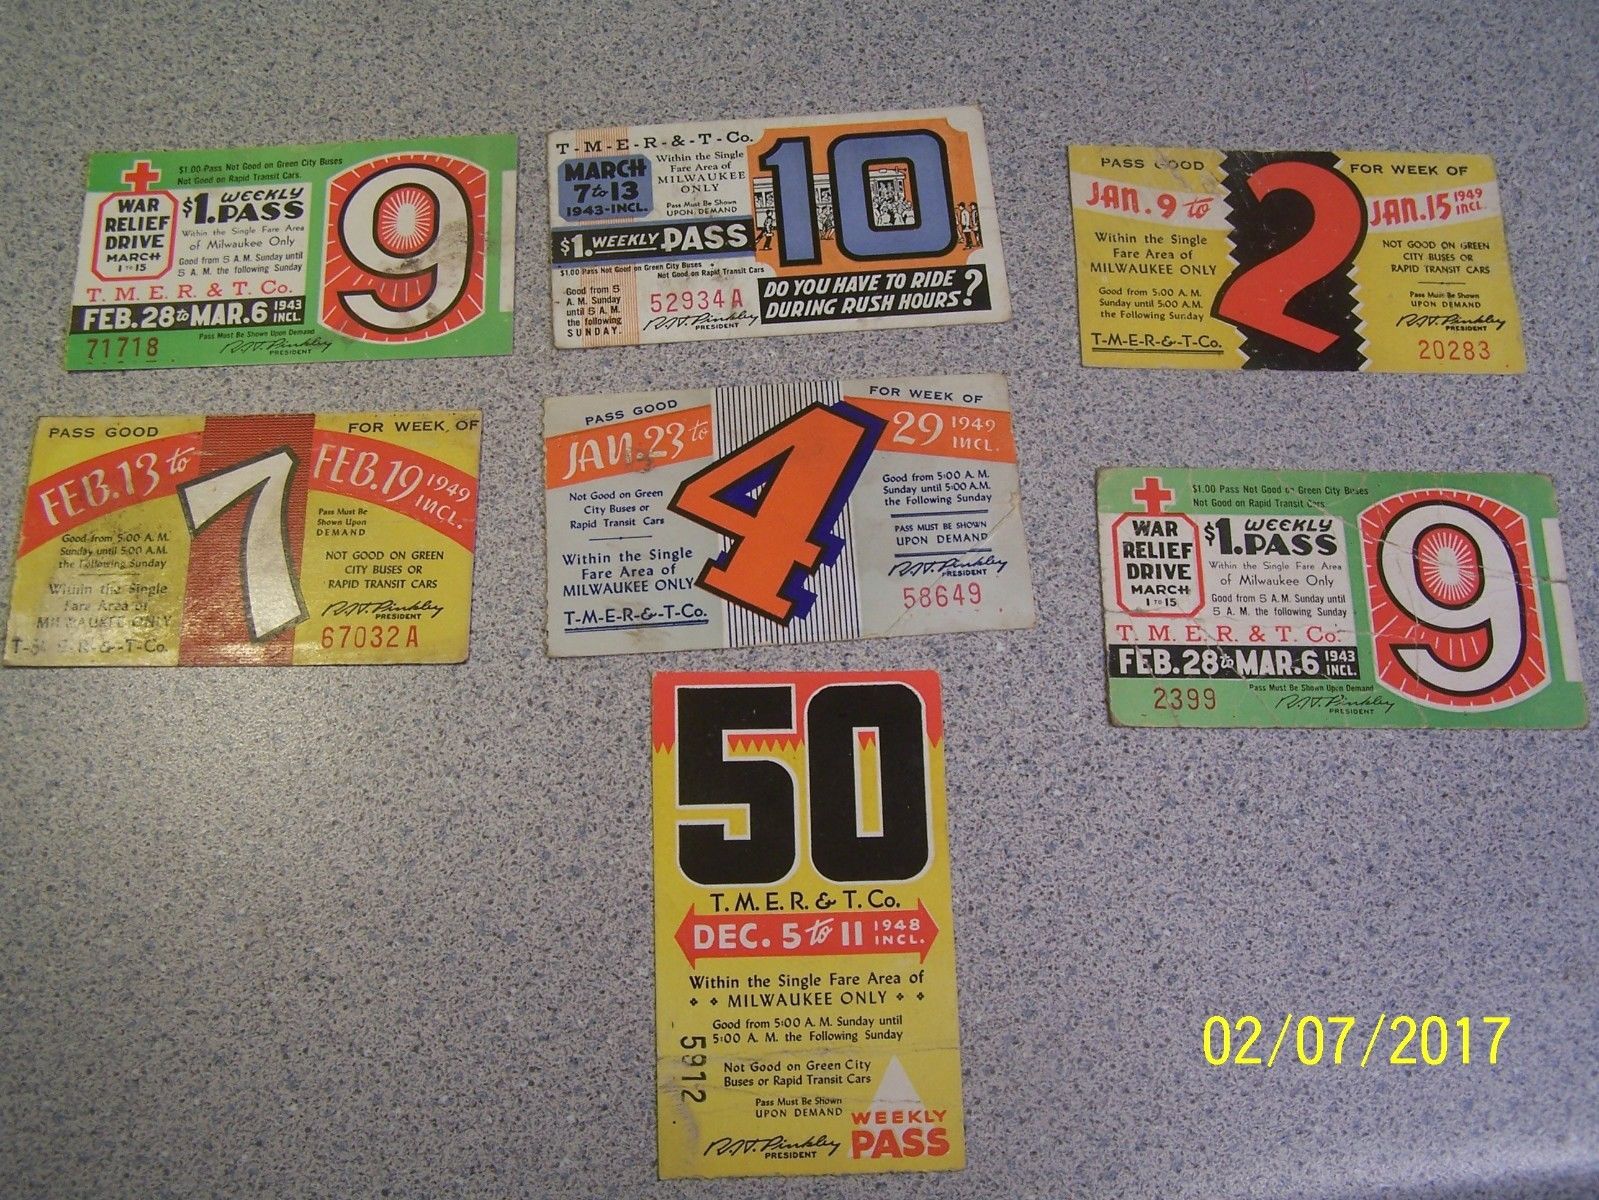 $1.00 Pass Not Good on Green City Buses
Not Good on Rapid Transit Cars.
WAR
RELIEF
DRIVE
MARCH
1 TO 15
$1. WEEKLY
PASS
Within the Single Fare Area
of Milwaukee Only
Good from 5 A.M. Sunday until
5 A.M. the following Sunday
T. M. E. R. & T. Co.
FEB. 28 to MAR. 6 1943 INCL.
71718
Pass Must Be Shown Upon Demand
R.H. Pinkley
PRESIDENT
9
T-M-E-R-&-T-Co.
MARCH
7 to 13
1943-INCL.
Within the Single
Fare Area of
MILWAUKEE
ONLY
Pass Must Be Shown
UPON DEMAND
$1. WEEKLY PASS
$1.00 Pass Not Good on Green City Buses
Not Good on Rapid Transit Cars
Good from 5
A. M. Sunday
until 5 A. M.
the following
SUNDAY.
52934 A
R.H. Pinkley
PRESIDENT
10
DO YOU HAVE TO RIDE
DURING RUSH HOURS?
PASS GOOD FOR WEEK OF
JAN. 9 to JAN. 15 1949 INCL.
2
Within the Single
Fare Area of
MILWAUKEE ONLY
Good from 5:00 A.M.
Sunday until 5:00 A.M.
the Following Sunday
T-M-E-R-&-T-Co.
NOT GOOD ON GREEN
CITY BUSES OR
RAPID TRANSIT CARS
Pass Must Be Shown
UPON DEMAND
R.H. Pinkley
PRESIDENT
20283
PASS GOOD FOR WEEK OF
FEB. 13 to FEB. 19 1949 INCL.
7
Good from 5:00 A. M.
Sunday until 5:00 A.M.
the Following Sunday
Within the Single
Fare Area of
MILWAUKEE ONLY
T-M-E-R-&-T-Co.
Pass Must Be
Shown Upon
DEMAND
NOT GOOD ON GREEN
CITY BUSES OR
RAPID TRANSIT CARS
R.H. Pinkley
PRESIDENT
67032 A
PASS GOOD FOR WEEK OF
JAN. 23 to 29 1949 INCL.
4
Not Good on Green
City Buses or
Rapid Transit Cars
Within the Single
Fare Area of
MILWAUKEE ONLY
T-M-E-R-&-T-Co.
Good from 5:00 A. M.
Sunday until 5:00 A. M.
the Following Sunday
PASS MUST BE SHOWN
UPON DEMAND
R.H. Pinkley
PRESIDENT
58649
$1.00 Pass Not Good on Green City Buses
Not Good on Rapid Transit Cars.
WAR
RELIEF
DRIVE
MARCH
1 TO 15
$1. WEEKLY
PASS
Within the Single Fare Area
of Milwaukee Only
Good from 5 A.M. Sunday until
5 A.M. the following Sunday
T. M. E. R. & T. Co.
FEB. 28 to MAR. 6 1943 INCL.
2399
Pass Must Be Shown Upon Demand
R.H. Pinkley
PRESIDENT
9
50
T. M. E. R. & T. Co.
DEC. 5 to 11 1948 INCL.
Within the Single Fare Area of
MILWAUKEE ONLY
Good from 5:00 A. M. Sunday until
5:00 A. M. the Following Sunday
5912
Not Good on Green City
Buses or Rapid Transit Cars
Pass Must Be Shown
UPON DEMAND
R.H. Pinkley
PRESIDENT
WEEKLY
PASS
02/07/2017